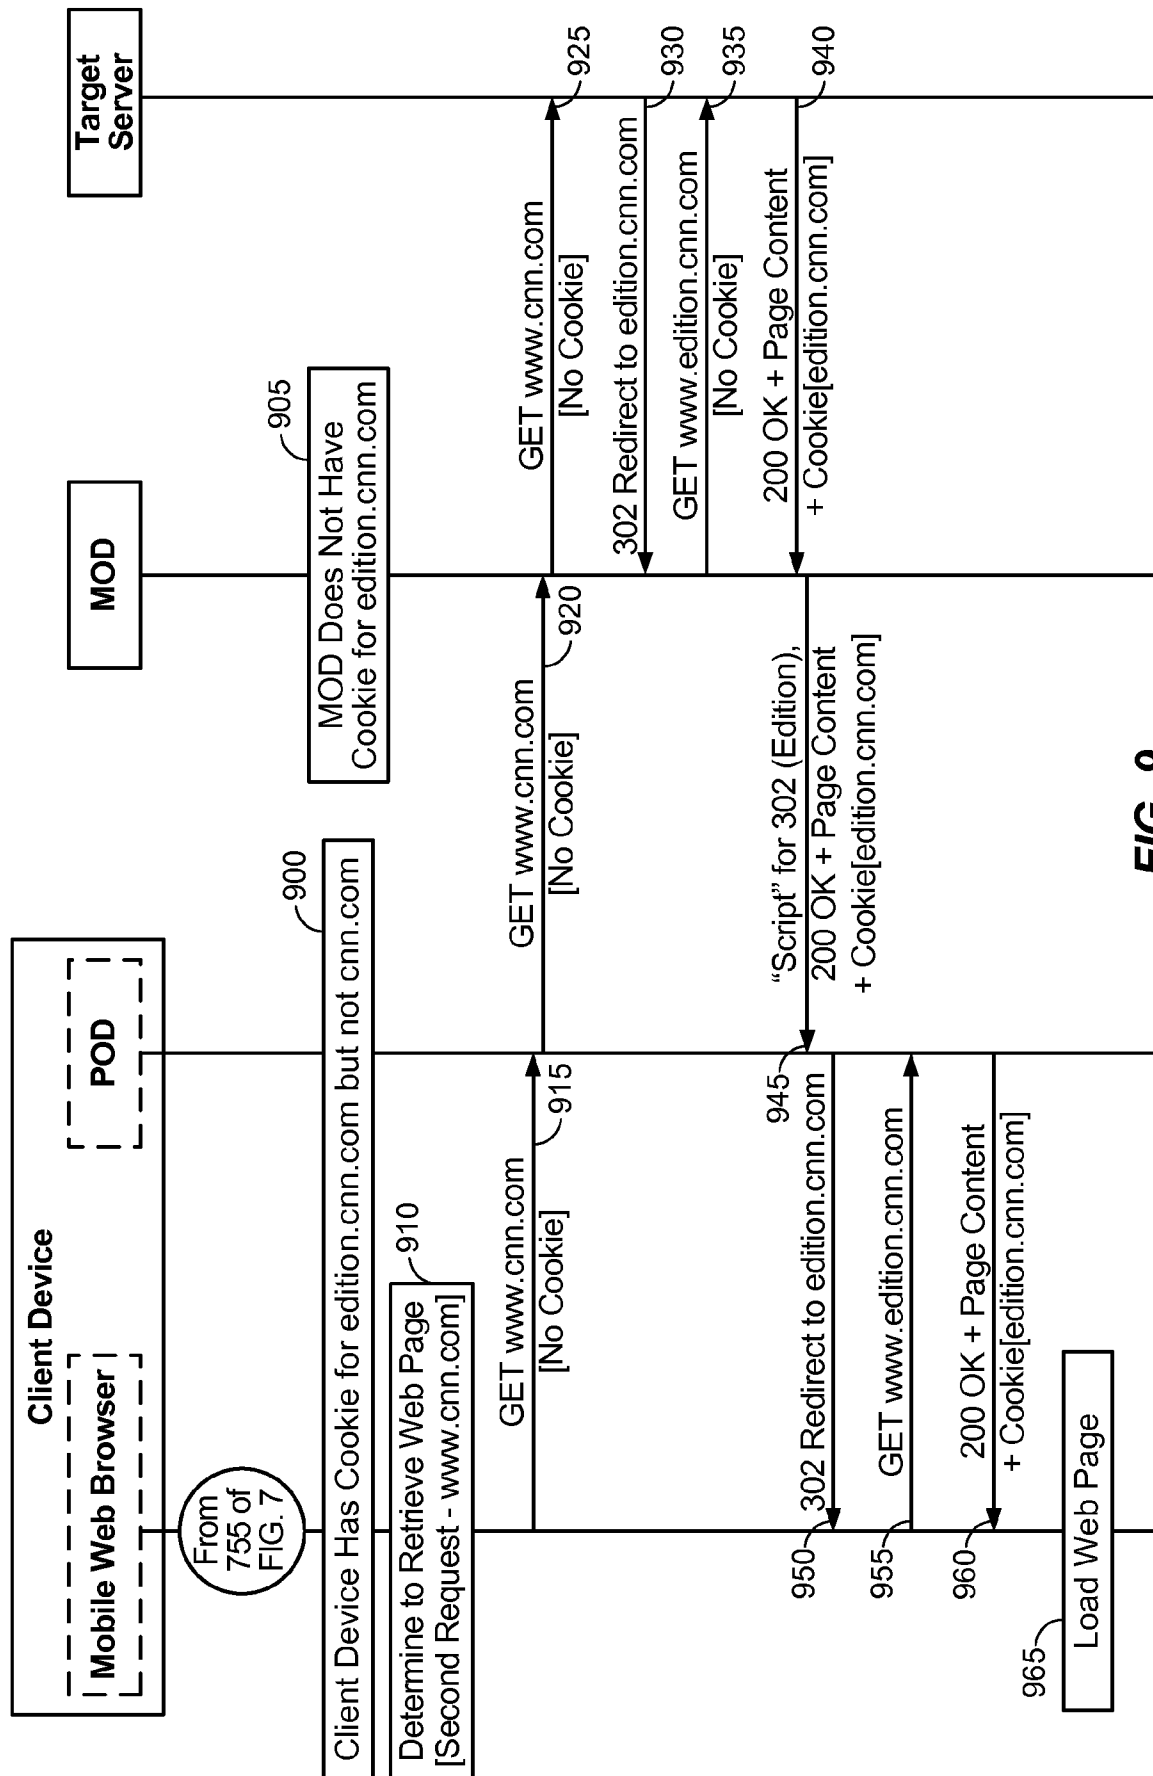 Client Device
Mobile Web Browser
POD
MOD
Target
Server
From
755 of
FIG. 7
Client Device Has Cookie for edition.cnn.com but not cnn.com
900
MOD Does Not Have
Cookie for edition.cnn.com
905
Determine to Retrieve Web Page
[Second Request - www.cnn.com]
910
GET www.cnn.com
[No Cookie]
915
GET www.cnn.com
[No Cookie]
920
GET www.cnn.com
[No Cookie]
925
302 Redirect to edition.cnn.com
930
GET www.edition.cnn.com
[No Cookie]
935
200 OK + Page Content
+ Cookie[edition.cnn.com]
940
“Script” for 302 (Edition),
200 OK + Page Content
+ Cookie[edition.cnn.com]
945
302 Redirect to edition.cnn.com
950
GET www.edition.cnn.com
955
200 OK + Page Content
+ Cookie[edition.cnn.com]
960
Load Web Page
965
FIG. 9